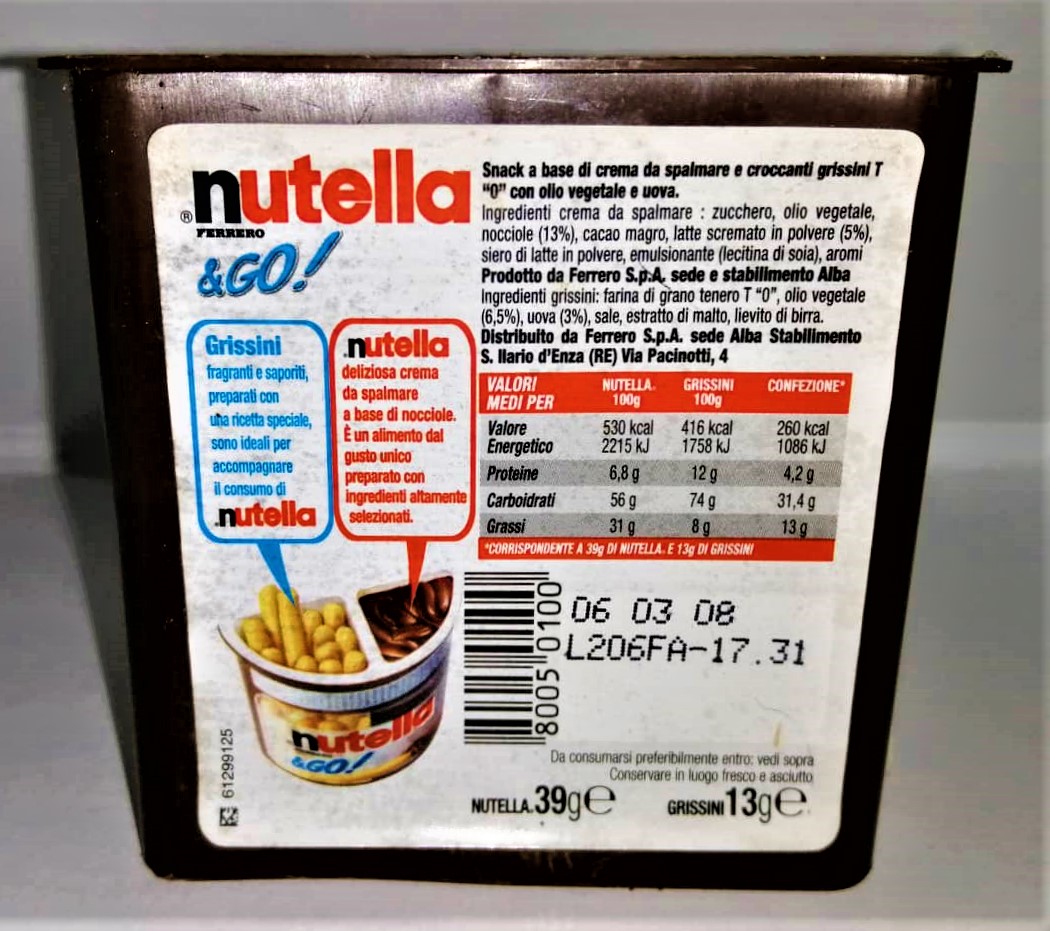 nutella
®
FERRERO
&GO!
Snack a base di crema da spalmare e croccanti grissini T
"0" con olio vegetale e uova.
Ingredienti crema da spalmare : zucchero, olio vegetale,
nocciole (13%), cacao magro, latte scremato in polvere (5%),
siero di latte in polvere, emulsionante (lecitina di soia), aromi
Prodotto da Ferrero S.p.A. sede e stabilimento Alba
Ingredienti grissini: farina di grano tenero T "0", olio vegetale
(6,5%), uova (3%), sale, estratto di malto, lievito di birra.
Distribuito da Ferrero S.p.A. sede Alba Stabilimento
S. Ilario d'Enza (RE) Via Pacinotti, 4
Grissini
fragranti e saporiti,
preparati con
una ricetta speciale,
sono ideali per
accompagnare
il consumo di
nutella
nutella
deliziosa crema
da spalmare
a base di nocciole.
È un alimento dal
gusto unico
preparato con
ingredienti altamente
selezionati.
VALORI NUTELLA GRISSINI CONFEZIONE*
MEDI PER 100g 100g
Valore 530 kcal 416 kcal 260 kcal
Energetico 2215 kJ 1758 kJ 1086 kJ
Proteine 6,8 g 12 g 4,2 g
Carboidrati 56 g 74 g 31,4 g
Grassi 31 g 8 g 13 g
*CORRISPONDENTE A 39g DI NUTELLA. E 13g DI GRISSINI
8005 0100
06 03 08
L206FA-17.31
nutella
&GO!
61299125
Da consumarsi preferibilmente entro: vedi sopra
Conservare in luogo fresco e asciutto
NUTELLA. 39g℮ GRISSINI 13g℮